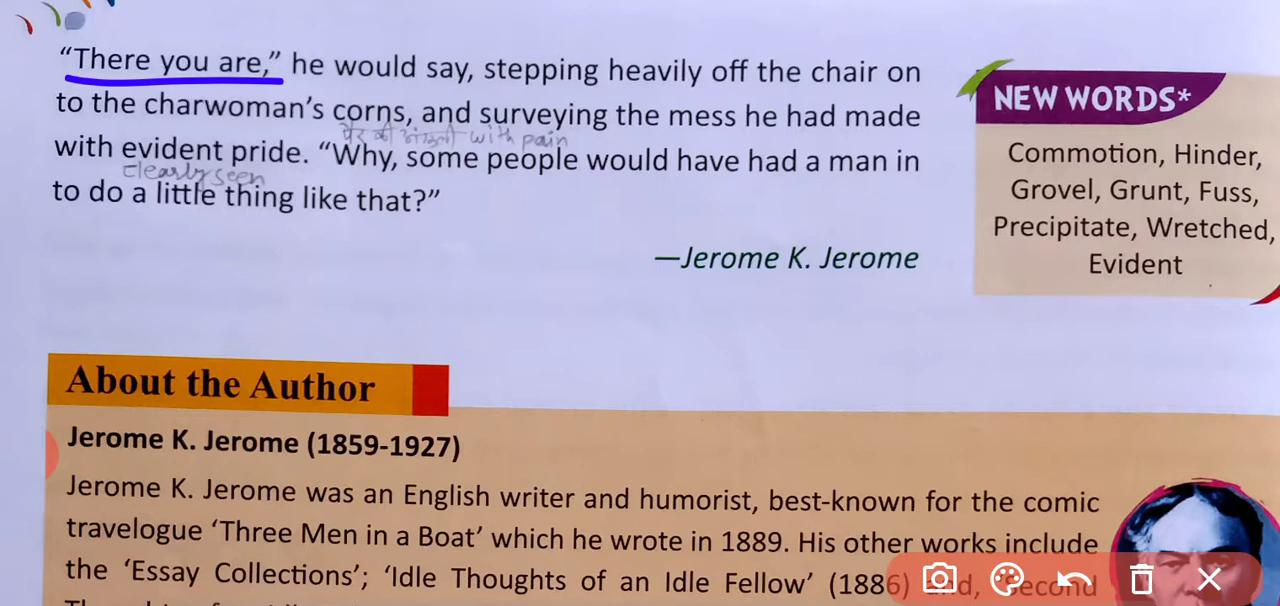 “There you are,” he would say, stepping heavily off the chair on
to the charwoman’s corns, and surveying the mess he had made
पैर की उंगली with pain
with evident pride. “Why, some people would have had a man in
clearly seen
to do a little thing like that?”
—Jerome K. Jerome
NEW WORDS*
Commotion, Hinder,
Grovel, Grunt, Fuss,
Precipitate, Wretched,
Evident
About the Author
Jerome K. Jerome (1859-1927)
Jerome K. Jerome was an English writer and humorist, best-known for the comic
travelogue ‘Three Men in a Boat’ which he wrote in 1889. His other works include
the ‘Essay Collections’; ‘Idle Thoughts of an Idle Fellow’ (1886) and, ‘Second